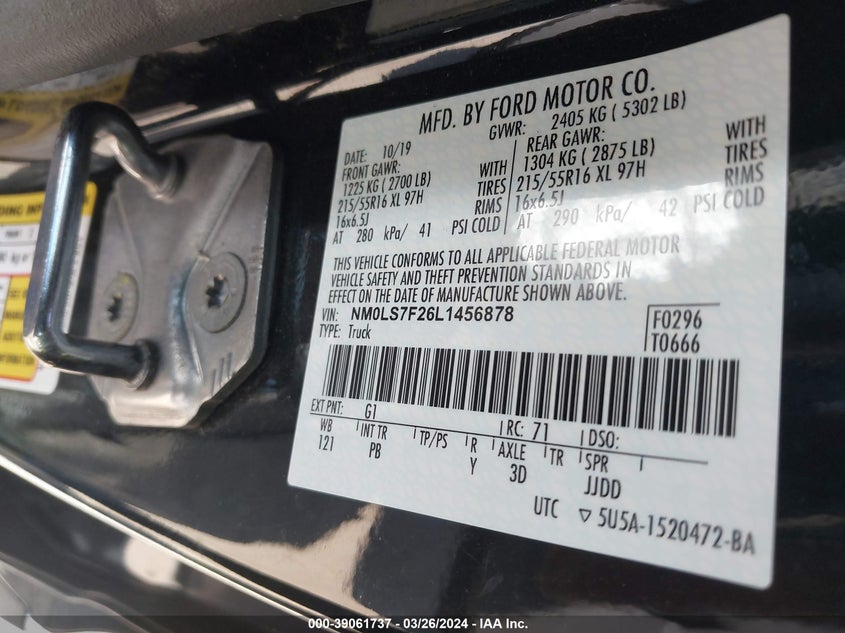 MFD. BY FORD MOTOR CO.
DATE: 10/19
GVWR: 2405 KG ( 5302 LB)
FRONT GAWR:
1225 KG ( 2700 LB) WITH
215/55R16 XL 97H TIRES
16x6.5J RIMS
AT 280 kPa/ 41 PSI COLD
REAR GAWR:
1304 KG ( 2875 LB) WITH
215/55R16 XL 97H TIRES
16x6.5J RIMS
AT 290 kPa/ 42 PSI COLD
THIS VEHICLE CONFORMS TO ALL APPLICABLE FEDERAL MOTOR
VEHICLE SAFETY AND THEFT PREVENTION STANDARDS IN
EFFECT ON THE DATE OF MANUFACTURE SHOWN ABOVE.
VIN: NM0LS7F26L1456878
TYPE: Truck
F0296
T0666
EXT PNT: G1 RC: 71 DSO:
WB INT TR TP/PS R AXLE TR SPR
121 PB Y 3D JJDD
UTC 5U5A-1520472-BA
000-39061737 - 03/26/2024 - IAA Inc.